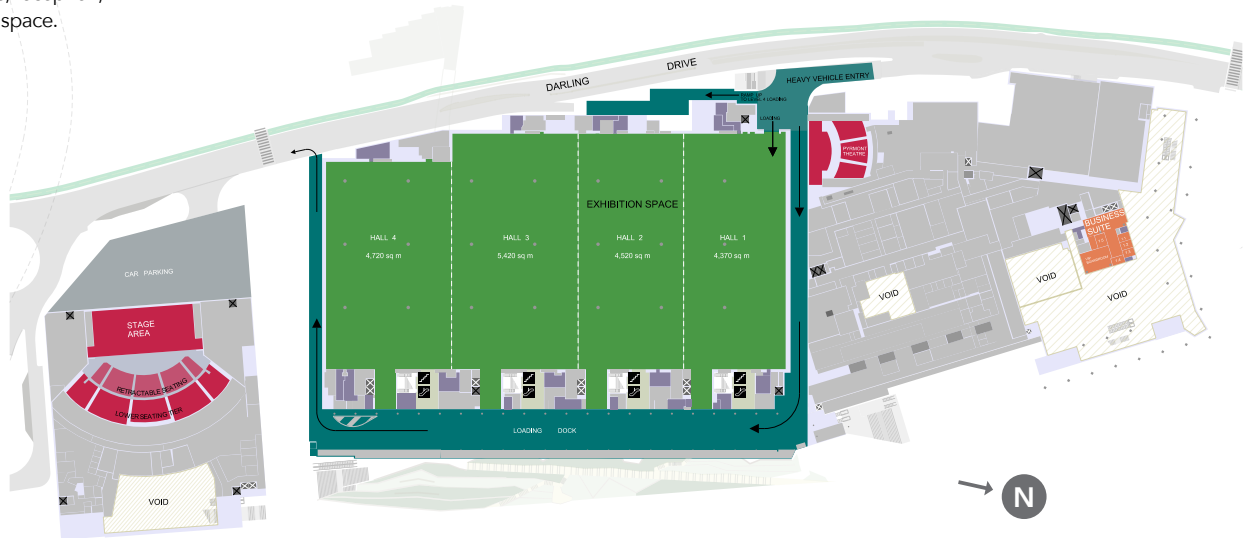 space.
DARLING DRIVE
HEAVY VEHICLE ENTRY
LOADING
PYRMONT
THEATRE
EXHIBITION SPACE
HALL 4
4,720 sq m
HALL 3
5,420 sq m
HALL 2
4,520 sq m
HALL 1
4,370 sq m
BUSINESS
SUITE
VOID
VOID
VOID
CAR PARKING
STAGE
AREA
RETRACTABLE SEATING
LOWER SEATING TIER
LOADING DOCK
VOID
N